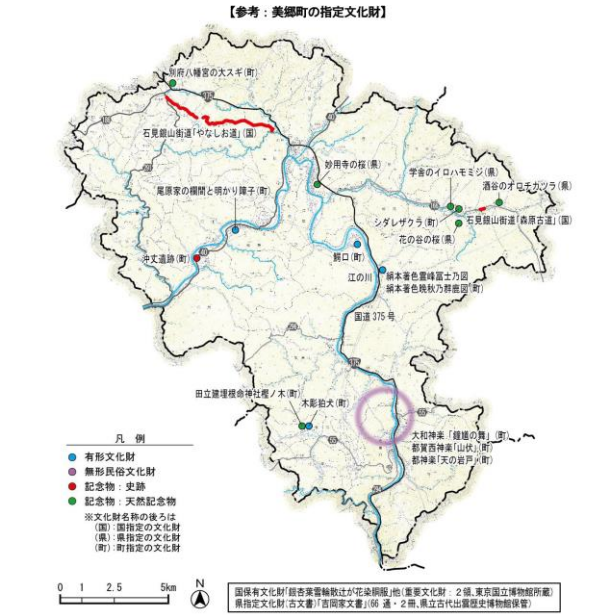 【参考：美郷町の指定文化財】
別府八幡宮の大スギ（町）
375
石見銀山街道「やなしお道」（国）
妙用寺の桜（県）
学舎のイロハモミジ（県）
酒谷のオロチカツラ（県）
尾原家の欄間と明かり障子（町）
シダレザクラ（町）
石見銀山街道「森原古道」（国）
花の谷の桜（県）
沖丈遺跡（町）
40
鰐口（町）
江の川
絹本著色霊峰冨士乃図
絹本著色晩秋乃群鹿図（町）
国道375号
375
田立建埋根命神社樫ノ木（町）
木彫狛犬（町）
55
55
大和神楽「鍾馗の舞」（町）
都賀西神楽「山伏」（町）
都神楽「天の岩戸」（町）
凡　例
有形文化財
無形民俗文化財
記念物：史跡
記念物：天然記念物
※文化財名称の後ろは
（国）：国指定の文化財
（県）：県指定の文化財
（町）：町指定の文化財
0 1 2.5 5km
N
国保有文化財「銀杏葉雪輪散辻が花染胴服」他（重要文化財：２領、東京国立博物館所蔵）
県指定文化財（古文書）「吉岡家文書」（66 通・２冊、県立古代出雲歴史博物館保管）